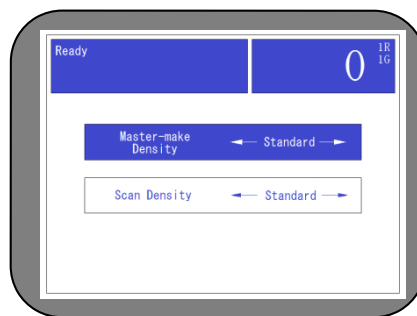 Ready
0
1R
1G
Master-make
Density
Standard
Scan Density
Standard